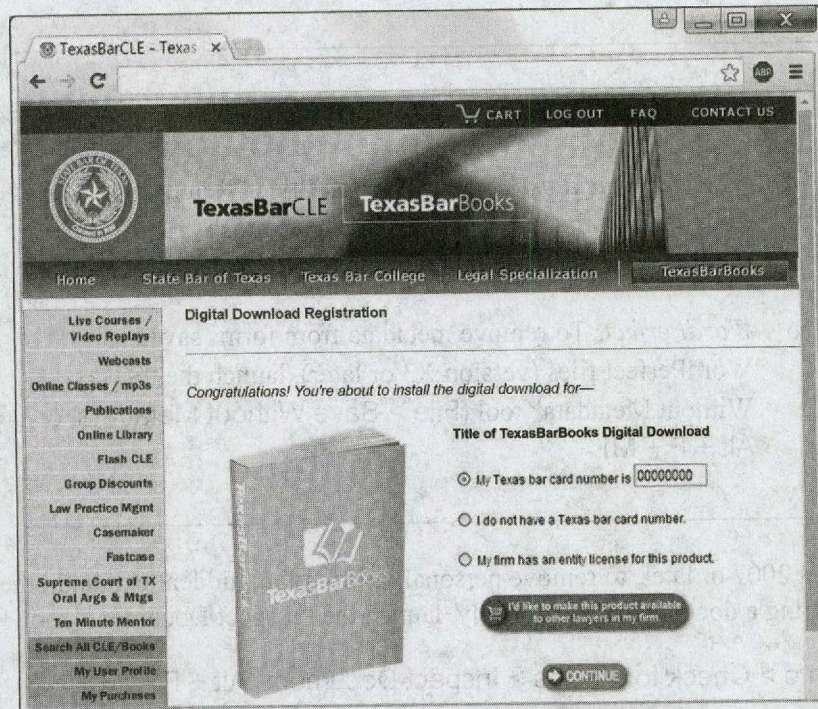 TexasBarCLE - Texas ×
ABP
CART LOG OUT FAQ CONTACT US
STATE BAR OF TEXAS
TexasBarCLE TexasBarBooks
Home State Bar of Texas Texas Bar College Legal Specialization TexasBarBooks
Live Courses /
Video Replays
Webcasts
Online Classes / mp3s
Publications
Online Library
Flash CLE
Group Discounts
Law Practice Mgmt
Casemaker
Fastcase
Supreme Court of TX
Oral Args & Mtgs
Ten Minute Mentor
Search All CLE/Books
My User Profile
My Purchases
Digital Download Registration
Congratulations! You're about to install the digital download for—
TexasBarBooks
TexasBarBooks
Title of TexasBarBooks Digital Download
My Texas bar card number is 00000000
I do not have a Texas bar card number.
My firm has an entity license for this product.
I'd like to make this product available
to other lawyers in my firm.
CONTINUE